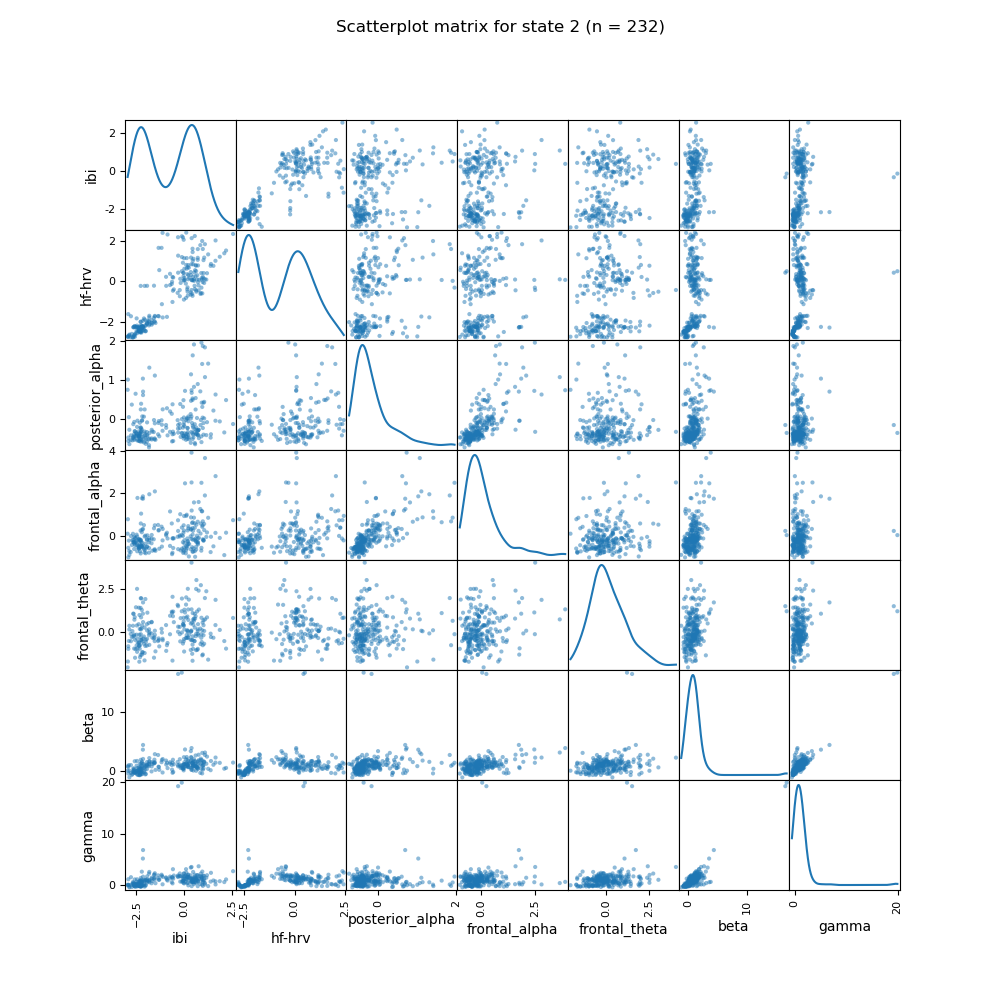 Scatterplot matrix for state 2 (n = 232)
ibi
2
0
-2
hf-hrv
2
0
−2
posterior_alpha
2
1
0
frontal_alpha
4
2
0
frontal_theta
2.5
0.0
beta
10
0
gamma
20
10
0
−2.5 0.0 2.5 −2.5 0.0 2.5 0 2 0.0 2.5 0.0 2.5 0 10 0 20
ibi hf-hrv posterior_alpha frontal_alpha frontal_theta beta gamma